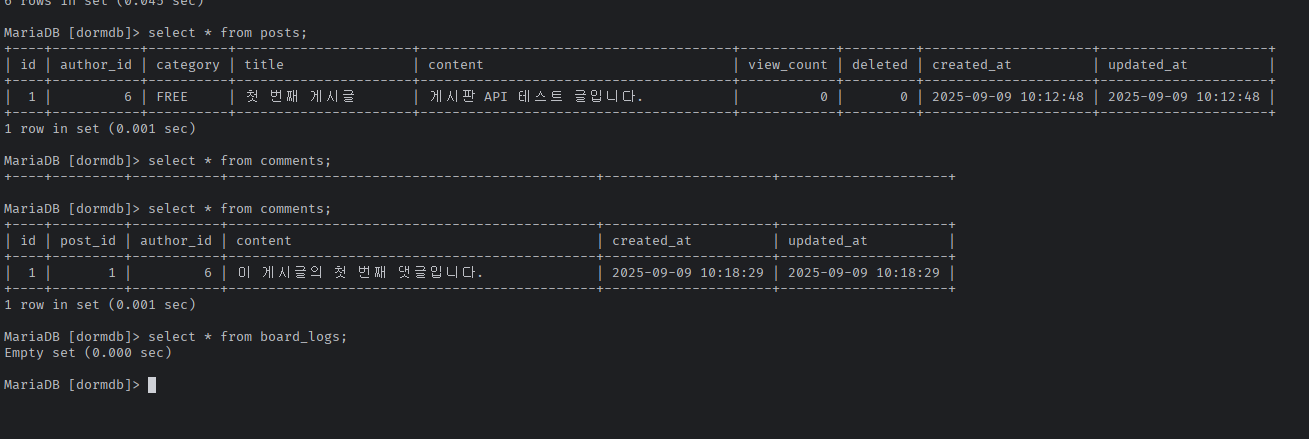 6 rows in set (0.045 sec)
MariaDB [dormdb]> select * from posts;
+----+-----------+----------+----------------------+---------------------------------------+------------+---------+---------------------+---------------------+
| id | author_id | category | title | content | view_count | deleted | created_at | updated_at |
+----+-----------+----------+----------------------+---------------------------------------+------------+---------+---------------------+---------------------+
| 1 | 6 | FREE | 첫 번째 게시글 | 게시판 API 테스트 글입니다. | 0 | 0 | 2025-09-09 10:12:48 | 2025-09-09 10:12:48 |
+----+-----------+----------+----------------------+---------------------------------------+------------+---------+---------------------+---------------------+
1 row in set (0.001 sec)
MariaDB [dormdb]> select * from comments;
+----+---------+-----------+----------------------------------------------+---------------------+---------------------+
MariaDB [dormdb]> select * from comments;
+----+---------+-----------+----------------------------------------------+---------------------+---------------------+
| id | post_id | author_id | content | created_at | updated_at |
+----+---------+-----------+----------------------------------------------+---------------------+---------------------+
| 1 | 1 | 6 | 이 게시글의 첫 번째 댓글입니다. | 2025-09-09 10:18:29 | 2025-09-09 10:18:29 |
+----+---------+-----------+----------------------------------------------+---------------------+---------------------+
1 row in set (0.001 sec)
MariaDB [dormdb]> select * from board_logs;
Empty set (0.000 sec)
MariaDB [dormdb]>